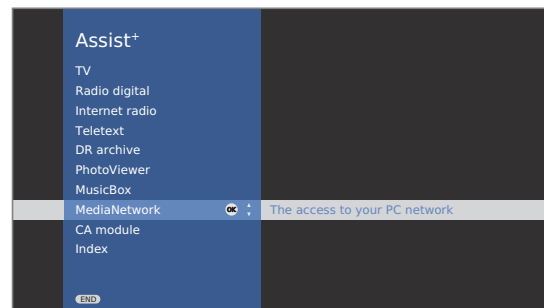 Assist+
TV
Radio digital
Internet radio
Teletext
DR archive
PhotoViewer
MusicBox
MediaNetwork OK The access to your PC network
CA module
Index
END